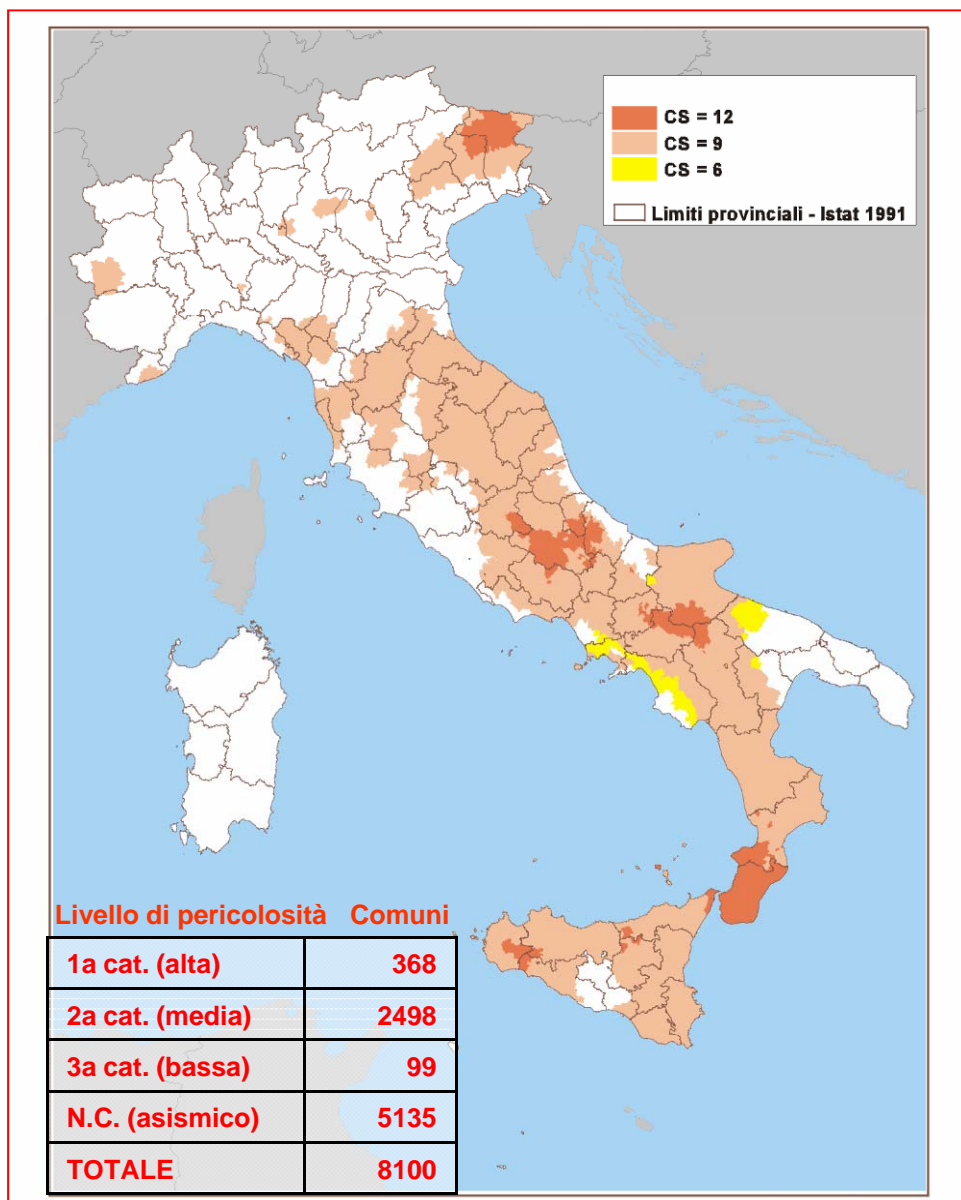 CS = 12
CS = 9
CS = 6
Limiti provinciali - Istat 1991
Livello di pericolosità Comuni
1a cat. (alta) 368
2a cat. (media) 2498
3a cat. (bassa) 99
N.C. (asismico) 5135
TOTALE 8100